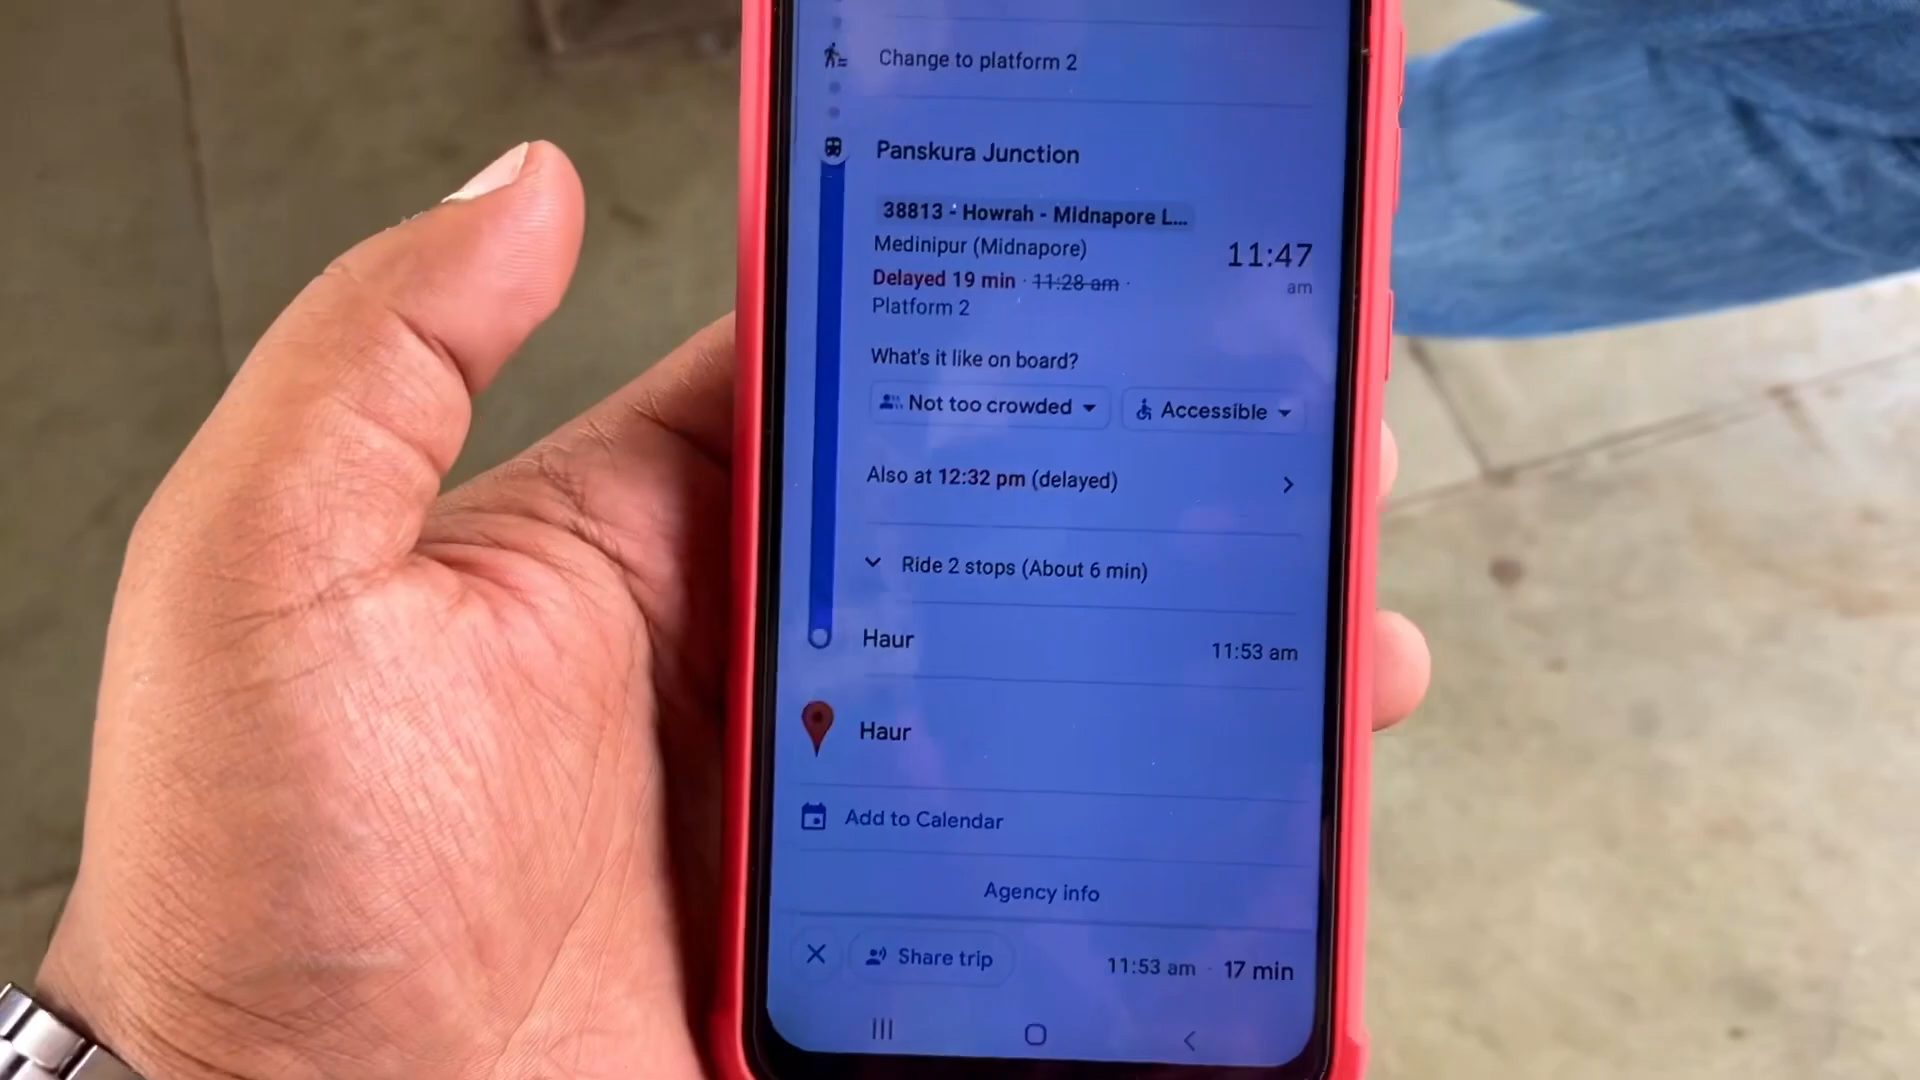 Change to platform 2
Panskura Junction
38813 - Howrah - MIdnapore L...
Medinipur (Midnapore)
11:47
am
Delayed 19 min · 11:28 am ·
Platform 2
What's it like on board?
Not too crowded
Accessible
Also at 12:32 pm (delayed)
Ride 2 stops (About 6 min)
Haur
11:53 am
Haur
Add to Calendar
Agency info
Share trip
11:53 am · 17 min